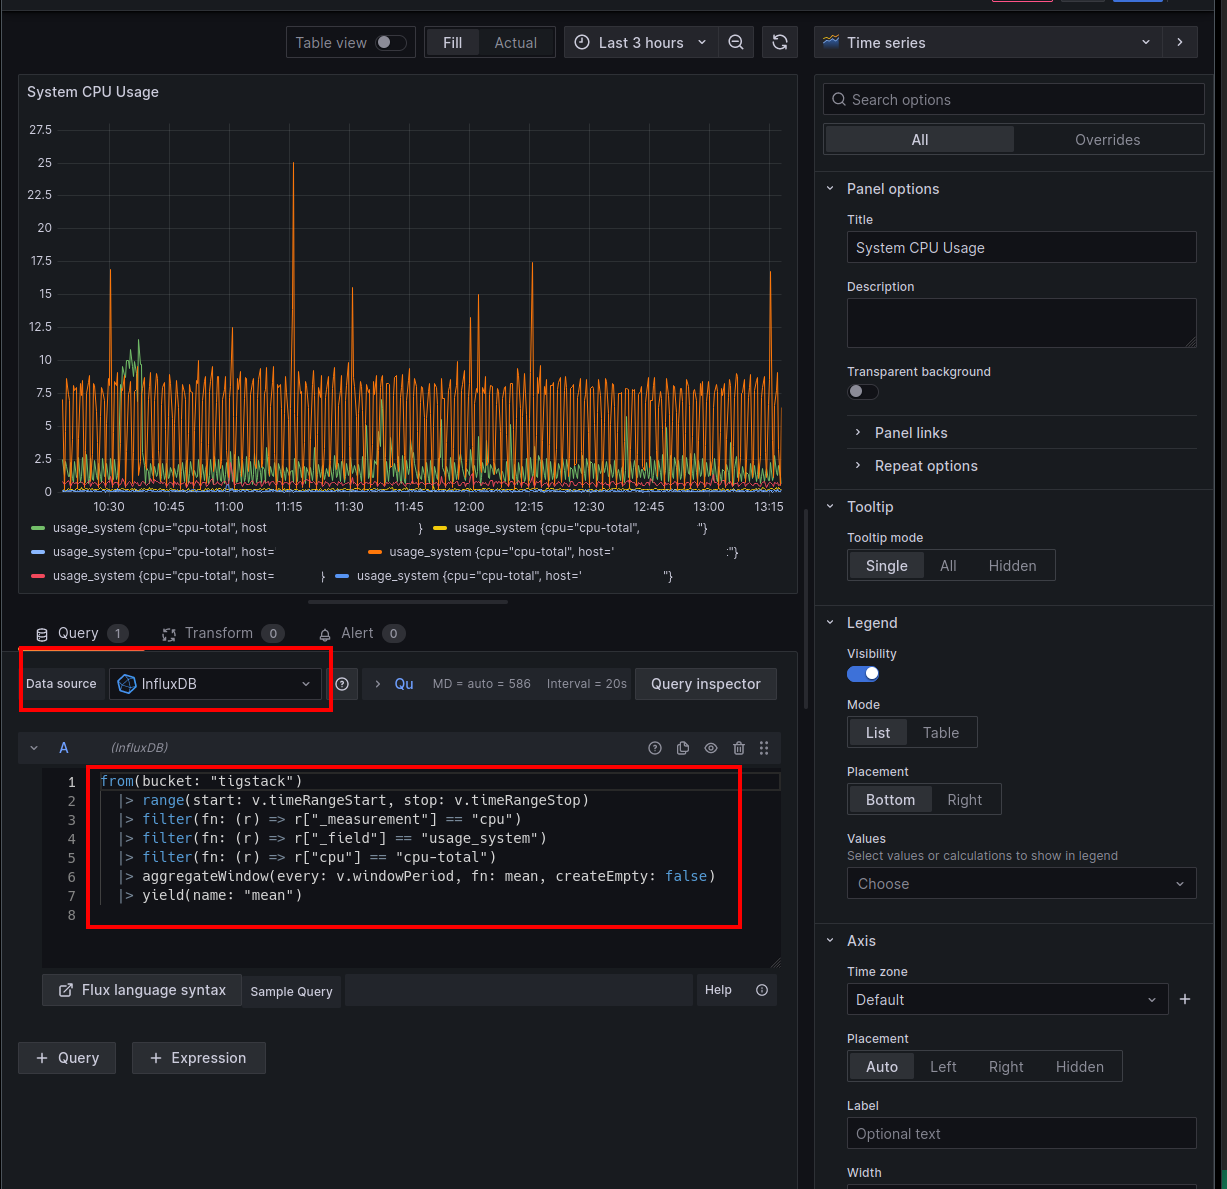 Table view
Fill
Actual
Last 3 hours
Time series
System CPU Usage
27.5
25
22.5
20
17.5
15
12.5
10
7.5
5
2.5
0
10:30
10:45
11:00
11:15
11:30
11:45
12:00
12:15
12:30
12:45
13:00
13:15
usage_system {cpu="cpu-total", host }
usage_system {cpu="cpu-total", "}
usage_system {cpu="cpu-total", host=
usage_system {cpu="cpu-total", host=' :"}
usage_system {cpu="cpu-total", host= }
usage_system {cpu="cpu-total", host=' "}
Query 1
Transform 0
Alert 0
Data source
InfluxDB
Qu
MD = auto = 586
Interval = 20s
Query inspector
A
(InfluxDB)
1 from(bucket: "tigstack")
2 |> range(start: v.timeRangeStart, stop: v.timeRangeStop)
3 |> filter(fn: (r) => r["_measurement"] == "cpu")
4 |> filter(fn: (r) => r["_field"] == "usage_system")
5 |> filter(fn: (r) => r["cpu"] == "cpu-total")
6 |> aggregateWindow(every: v.windowPeriod, fn: mean, createEmpty: false)
7 |> yield(name: "mean")
8
Flux language syntax
Sample Query
Help
+ Query
+ Expression
Search options
All
Overrides
Panel options
Title
System CPU Usage
Description
Transparent background
Panel links
Repeat options
Tooltip
Tooltip mode
Single
All
Hidden
Legend
Visibility
Mode
List
Table
Placement
Bottom
Right
Values
Select values or calculations to show in legend
Choose
Axis
Time zone
Default
+
Placement
Auto
Left
Right
Hidden
Label
Optional text
Width